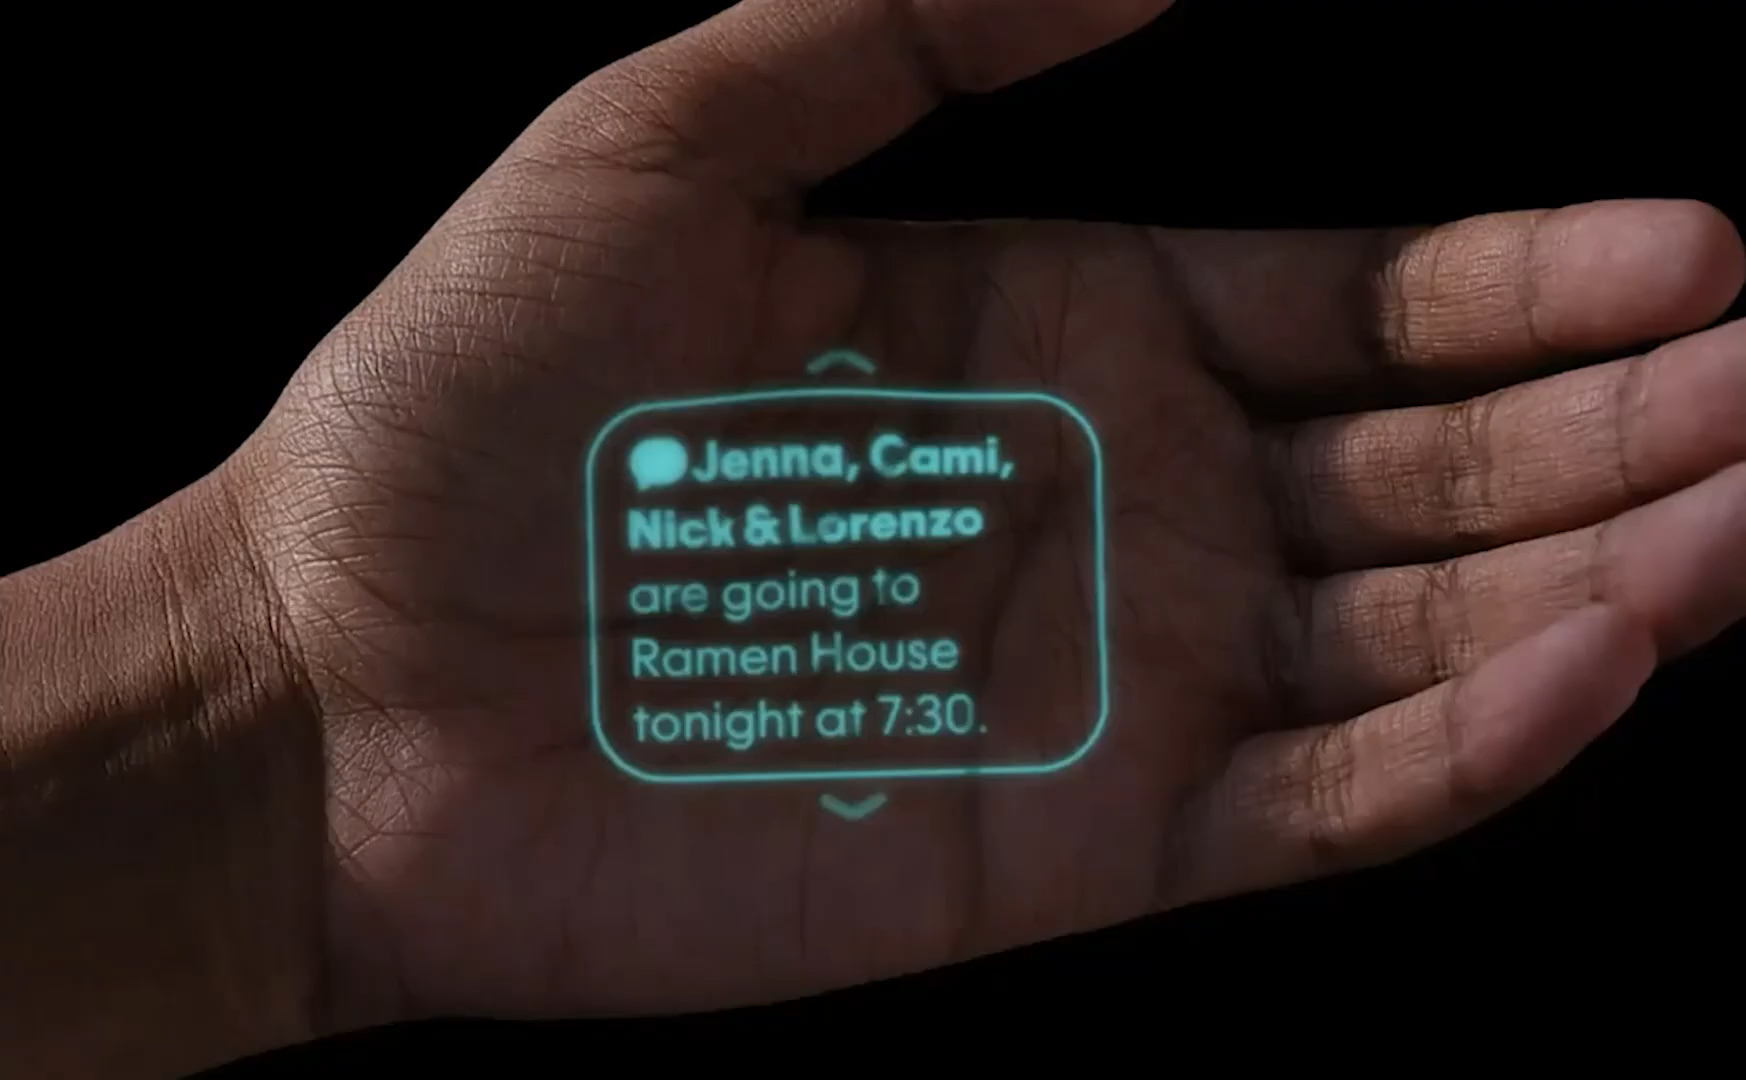 Jenna, Cami,
Nick & Lorenzo
are going to
Ramen House
tonight at 7:30.